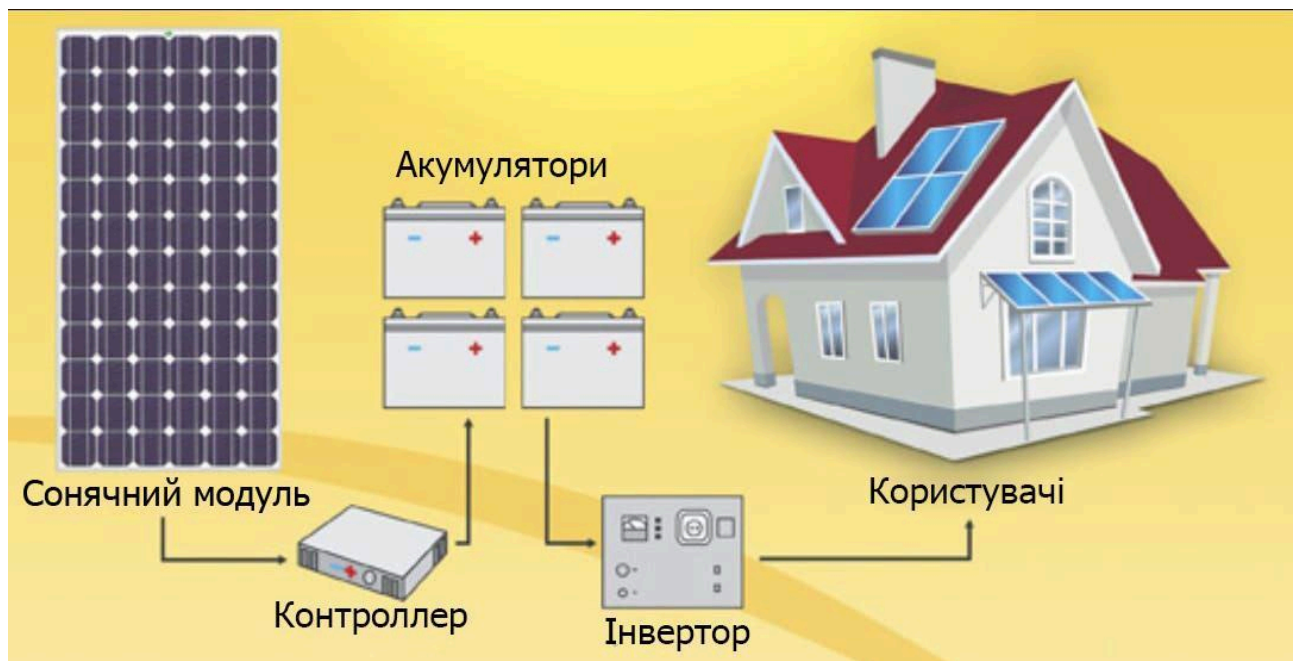 Акумулятори
Сонячний модуль
Користувачі
Контроллер
Інвертор